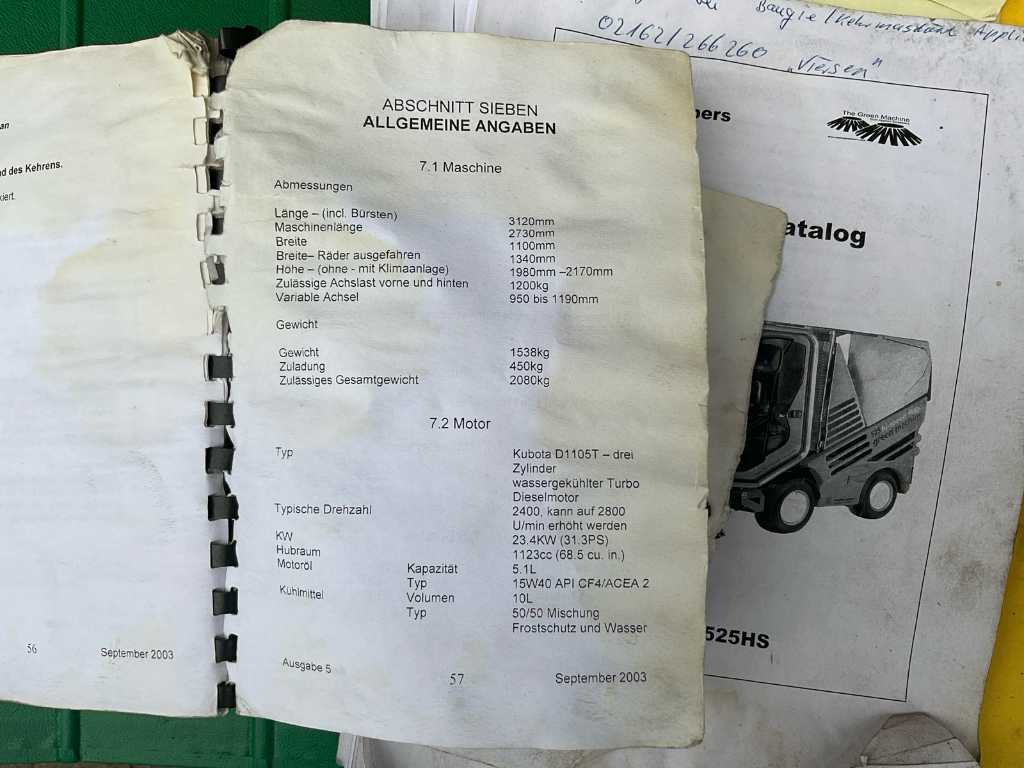 an
d des Kehrens.
kiert.
56
September 2003
ABSCHNITT SIEBEN
ALLGEMEINE ANGABEN
7.1 Maschine
Abmessungen
Länge – (incl. Bürsten) 3120mm
Maschinenlänge 2730mm
Breite 1100mm
Breite– Räder ausgefahren 1340mm
Höhe – (ohne - mit Klimaanlage) 1980mm –2170mm
Zulässige Achslast vorne und hinten 1200kg
Variable Achsel 950 bis 1190mm
Gewicht
Gewicht 1538kg
Zuladung 450kg
Zulässiges Gesamtgewicht 2080kg
7.2 Motor
Typ Kubota D1105T – drei
Zylinder
wassergekühlter Turbo
Dieselmotor
Typische Drehzahl 2400, kann auf 2800
U/min erhöht werden
KW 23.4KW (31.3PS)
Hubraum 1123cc (68.5 cu. in.)
Motoröl Kapazität 5.1L
Typ 15W40 API CF4/ACEA 2
Kühlmittel Volumen 10L
Typ 50/50 Mischung
Frostschutz und Wasser
Ausgabe 5
57
September 2003
02162/266260 „Viersen"
pers
The Green Machine
atalog
525HS